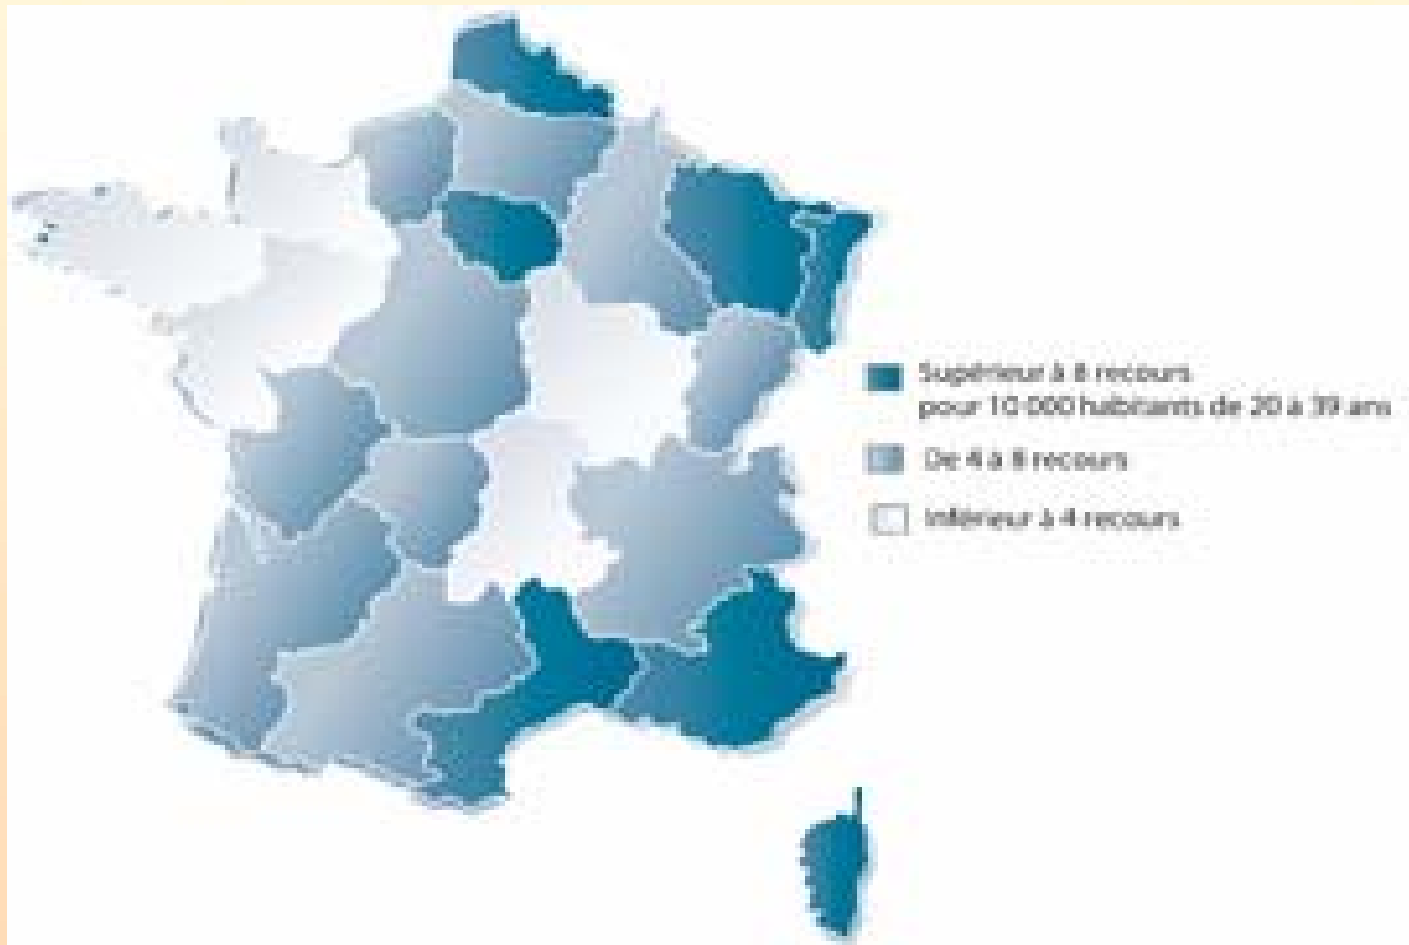 Supérieur à 8 recours
pour 10 000 habitants de 20 à 39 ans
De 4 à 8 recours
Inférieur à 4 recours